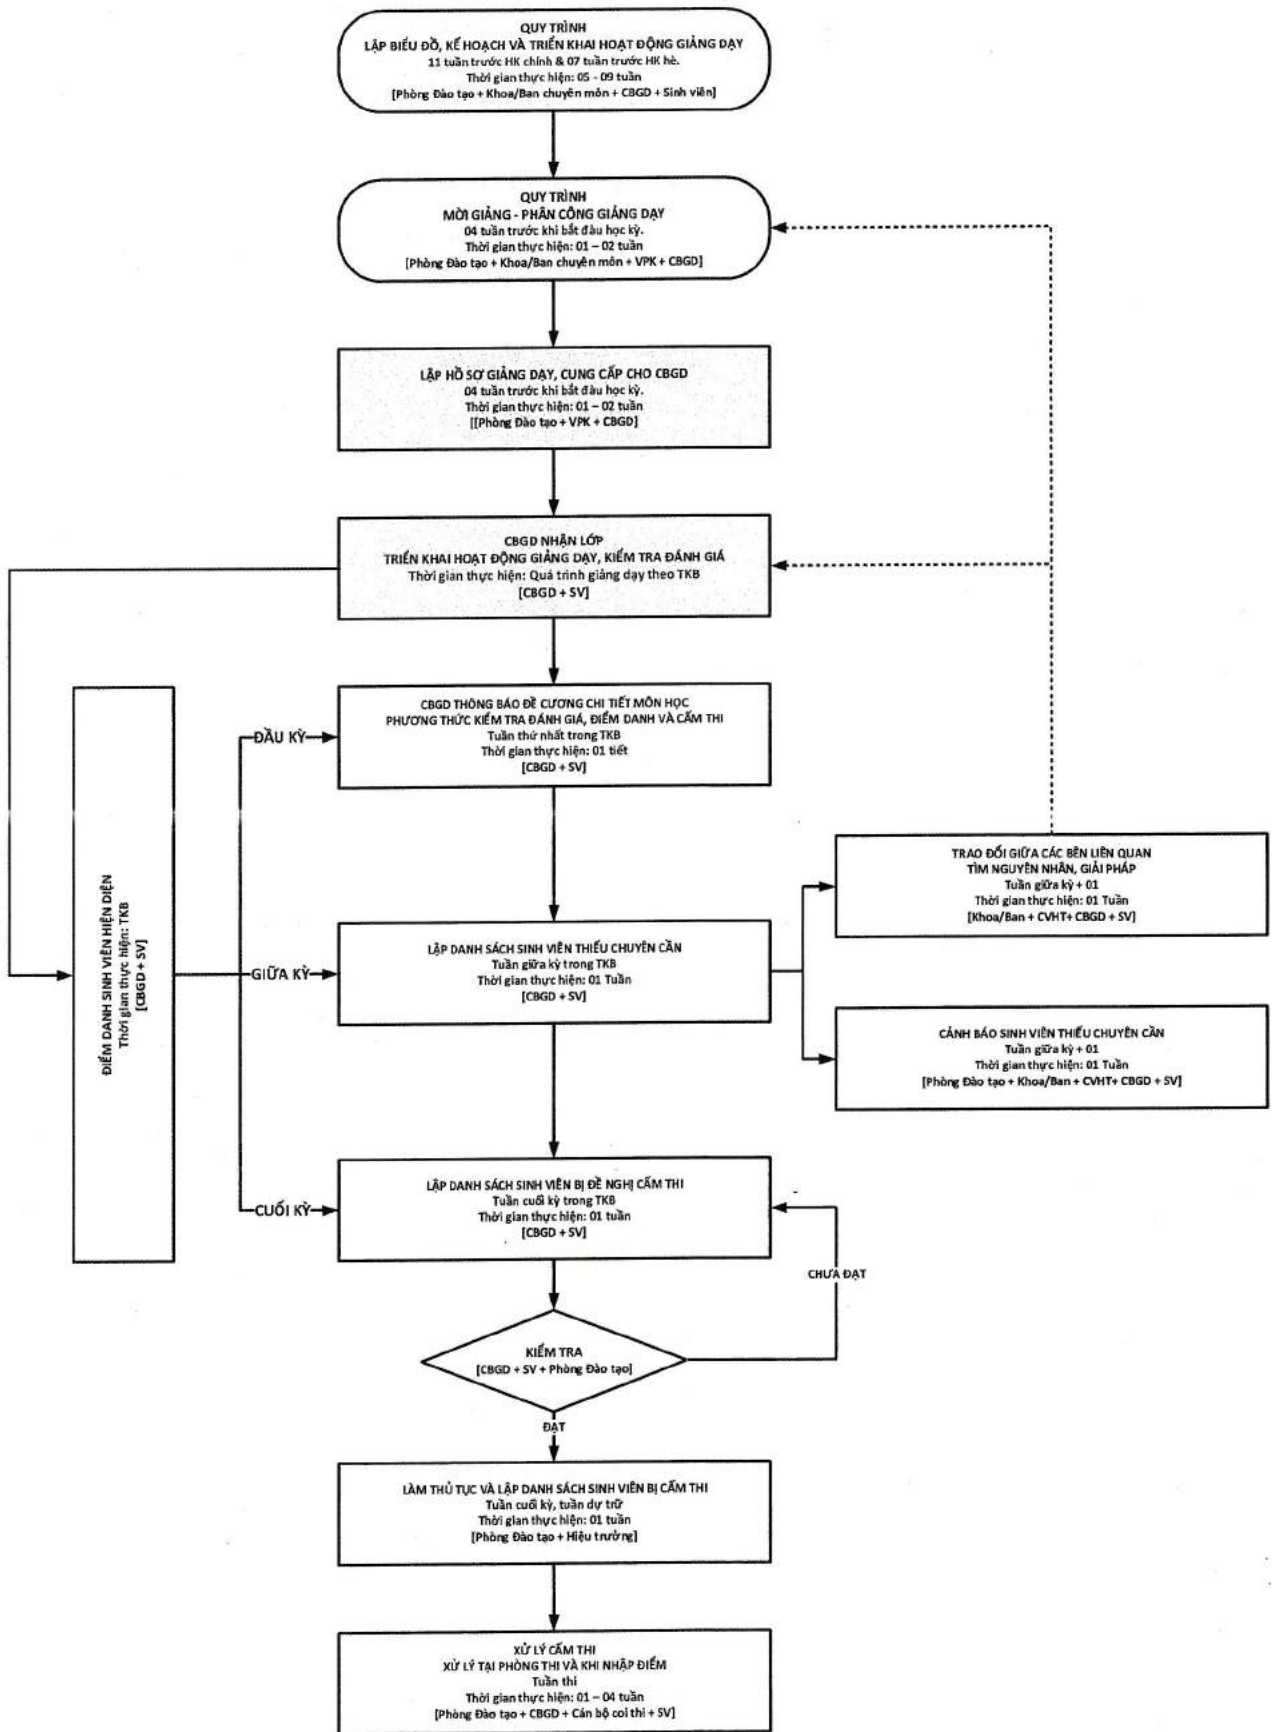 QUY TRÌNH
LẬP BIỂU ĐỒ, KẾ HOẠCH VÀ TRIỂN KHAI HOẠT ĐỘNG GIẢNG DẠY
11 tuần trước HK chính & 07 tuần trước HK hè.
Thời gian thực hiện: 05 - 09 tuần
[Phòng Đào tạo + Khoa/Ban chuyên môn + CBGD + Sinh viên]
QUY TRÌNH
MỜI GIẢNG - PHÂN CÔNG GIẢNG DẠY
04 tuần trước khi bắt đàu học kỳ.
Thời gian thực hiện: 01 – 02 tuần
[Phòng Đào tạo + Khoa/Ban chuyên môn + VPK + CBGD]
LẬP HỒ SƠ GIẢNG DẠY, CUNG CẤP CHO CBGD
04 tuần trước khi bắt đàu học kỳ.
Thời gian thực hiện: 01 – 02 tuần
[[Phòng Đào tạo + VPK + CBGD]
CBGD NHẬN LỚP
TRIỂN KHAI HOẠT ĐỘNG GIẢNG DẠY, KIỂM TRA ĐÁNH GIÁ
Thời gian thực hiện: Quá trình giảng dạy theo TKB
[CBGD + SV]
ĐIỂM DANH SINH VIÊN HIỆN DIỆN
Thời gian thực hiện: TKB
[CBGD + SV]
ĐẦU KỲ
CBGD THÔNG BÁO ĐỀ CƯƠNG CHI TIẾT MÔN HỌC
PHƯƠNG THỨC KIỂM TRA ĐÁNH GIÁ, ĐIỂM DANH VÀ CẤM THI
Tuần thứ nhất trong TKB
Thời gian thực hiện: 01 tiết
[CBGD + SV]
GIỮA KỲ
LẬP DANH SÁCH SINH VIÊN THIẾU CHUYÊN CẦN
Tuần giữa kỳ trong TKB
Thời gian thực hiện: 01 Tuần
[CBGD + SV]
TRAO ĐỔI GIỮA CÁC BÊN LIÊN QUAN
TÌM NGUYÊN NHÂN, GIẢI PHÁP
Tuần giữa kỳ + 01
Thời gian thực hiện: 01 Tuần
[Khoa/Ban + CVHT+ CBGD + SV]
CẢNH BÁO SINH VIÊN THIẾU CHUYÊN CẦN
Tuần giữa kỳ + 01
Thời gian thực hiện: 01 Tuần
[Phòng Đào tạo + Khoa/Ban + CVHT+ CBGD + SV]
CUỐI KỲ
LẬP DANH SÁCH SINH VIÊN BỊ ĐỀ NGHỊ CẤM THI
Tuần cuối kỳ trong TKB
Thời gian thực hiện: 01 tuần
[CBGD + SV]
CHƯA ĐẠT
KIỂM TRA
[CBGD + SV + Phòng Đào tạo]
ĐẠT
LÀM THỦ TỤC VÀ LẬP DANH SÁCH SINH VIÊN BỊ CẤM THI
Tuần cuối kỳ, tuần dự trữ
Thời gian thực hiện: 01 tuần
[Phòng Đào tạo + Hiệu trưởng]
XỬ LÝ CẤM THI
XỬ LÝ TẠI PHÒNG THI VÀ KHI NHẬP ĐIỂM
Tuần thi
Thời gian thực hiện: 01 – 04 tuần
[Phòng Đào tạo + CBGD + Cán bộ coi thi + SV]